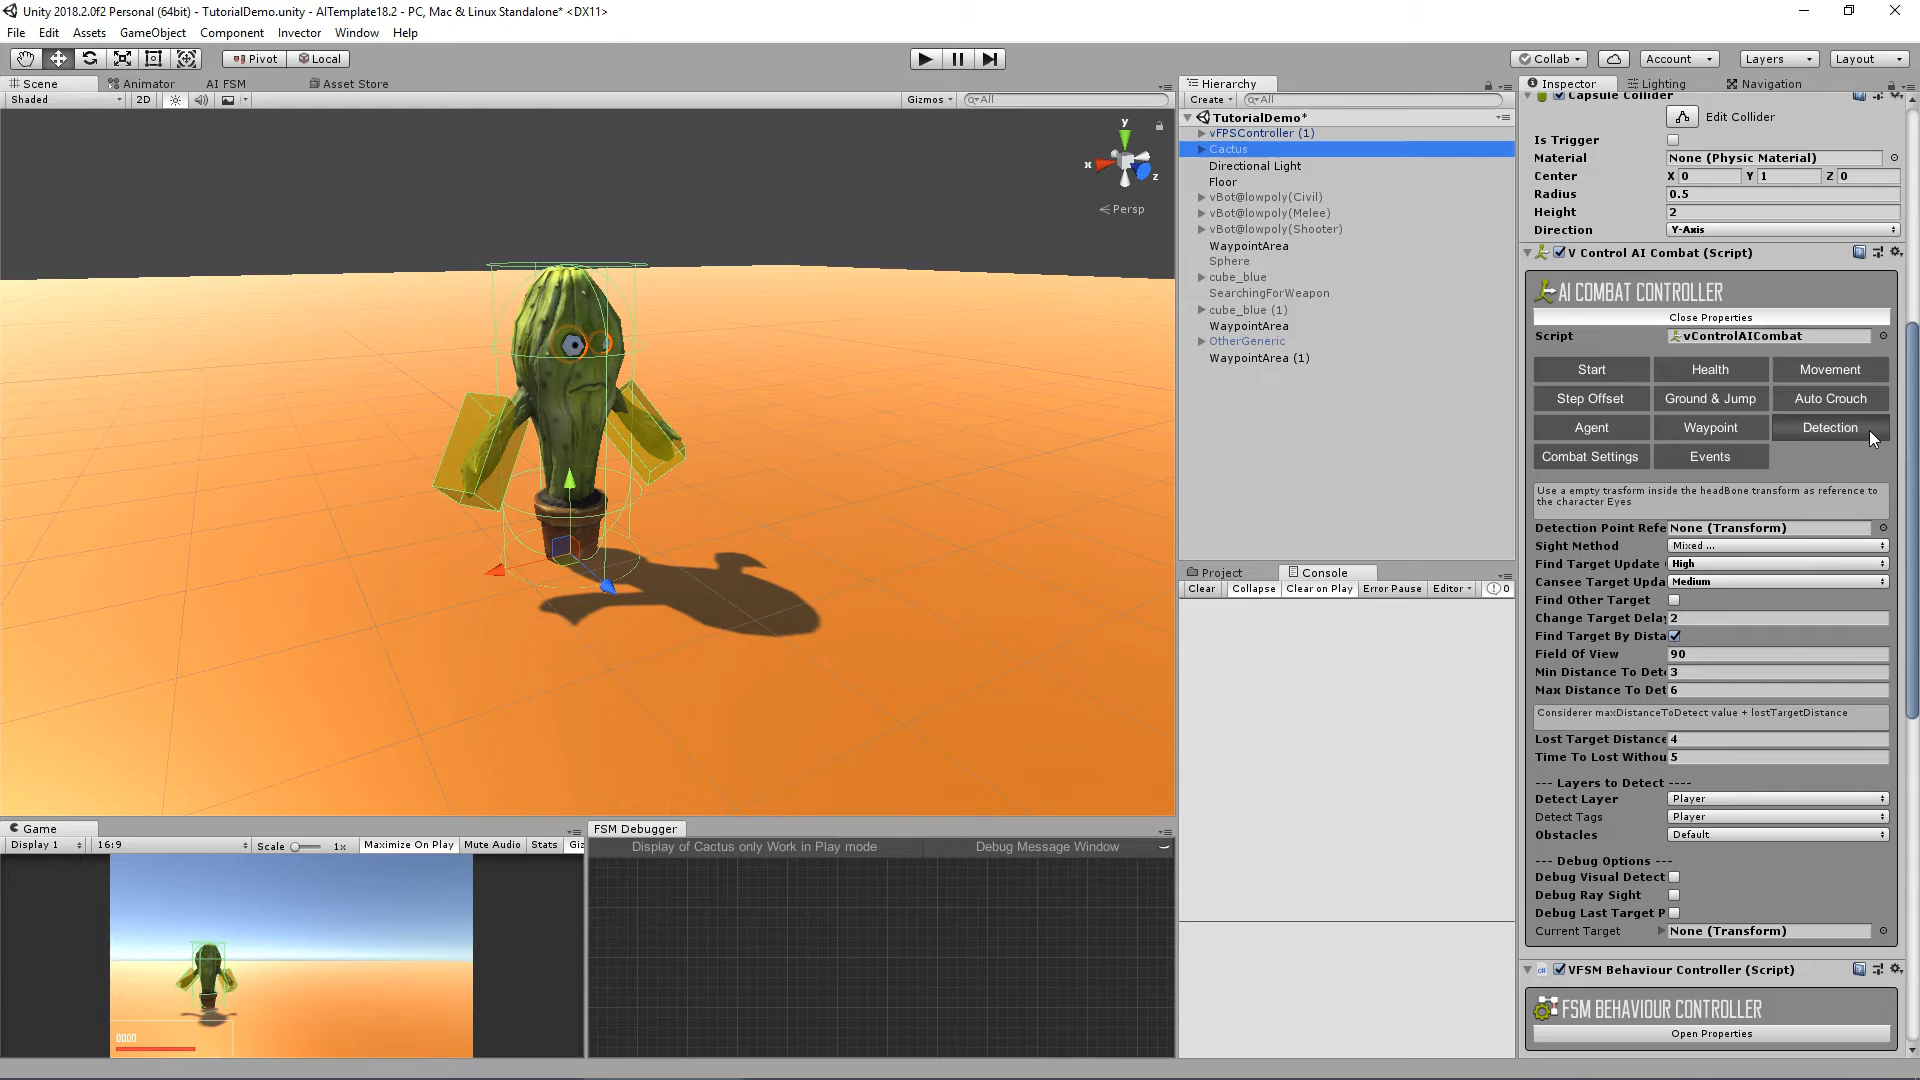 Unity 2018.2.0f2 Personal (64bit) - TutorialDemo.unity - AITemplate18.2 - PC, Mac & Linux Standalone* <DX11>
File Edit Assets GameObject Component Invector Window Help
Pivot Local Collab Account Layers Layout
Scene Animator AI FSM Asset Store
Shaded 2D Gizmos All
y
x
z
Persp
Hierarchy
Create All
TutorialDemo*
vFPSController (1)
Cactus
Directional Light
Floor
vBot@lowpoly(Civil)
vBot@lowpoly(Melee)
vBot@lowpoly(Shooter)
WaypointArea
Sphere
cube_blue
SearchingForWeapon
cube_blue (1)
WaypointArea
OtherGeneric
WaypointArea (1)
Project Console
Clear Collapse Clear on Play Error Pause Editor 0
Game
Display 1 16:9 Scale 1x Maximize On Play Mute Audio Stats Giz
0000
FSM Debugger
Display of Cactus only Work in Play mode Debug Message Window
Inspector Lighting Navigation
Capsule Collider
Edit Collider
Is Trigger
Material None (Physic Material)
Center X 0 Y 1 Z 0
Radius 0.5
Height 2
Direction Y-Axis
V Control AI Combat (Script)
AI COMBAT CONTROLLER
Close Properties
Script vControlAICombat
Start Health Movement
Step Offset Ground & Jump Auto Crouch
Agent Waypoint Detection
Combat Settings Events
Use a empty trasform inside the headBone transform as reference to
the character Eyes
Detection Point Refe None (Transform)
Sight Method Mixed ...
Find Target Update High
Cansee Target Upda Medium
Find Other Target
Change Target Delay 2
Find Target By Dista
Field Of View 90
Min Distance To Det 3
Max Distance To Det 6
Considerer maxDistanceToDetect value + lostTargetDistance
Lost Target Distance 4
Time To Lost Withou 5
--- Layers to Detect ----
Detect Layer Player
Detect Tags Player
Obstacles Default
--- Debug Options ---
Debug Visual Detect
Debug Ray Sight
Debug Last Target P
Current Target None (Transform)
VFSM Behaviour Controller (Script)
FSM BEHAVIOUR CONTROLLER
Open Properties